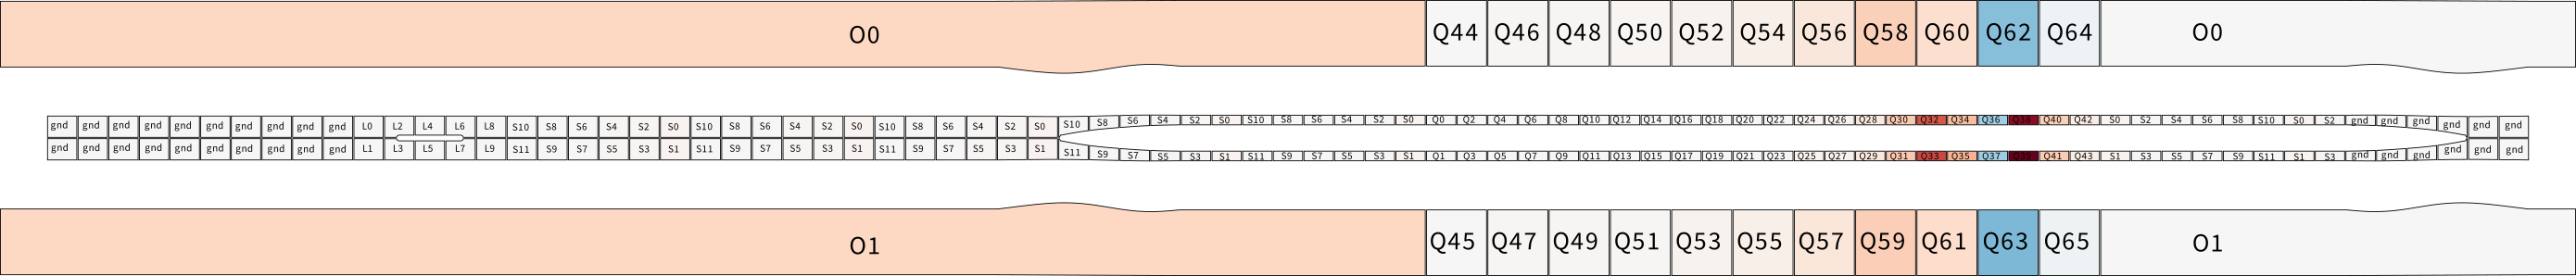 O0 Q44 Q46 Q48 Q50 Q52 Q54 Q56 Q58 Q60 Q62 Q64 O0
gnd gnd gnd gnd gnd gnd gnd gnd gnd gnd L0 L2 L4 L6 L8 S10 S8 S6 S4 S2 S0 S10 S8 S6 S4 S2 S0 S10 S8 S6 S4 S2 S0 S10 S8 S6 S4 S2 S0 S10 S8 S6 S4 S2 S0 Q0 Q2 Q4 Q6 Q8 Q10 Q12 Q14 Q16 Q18 Q20 Q22 Q24 Q26 Q28 Q30 Q32 Q34 Q36 Q38 Q40 Q42 S0 S2 S4 S6 S8 S10 S0 S2 gnd gnd gnd gnd gnd gnd
gnd gnd gnd gnd gnd gnd gnd gnd gnd gnd L1 L3 L5 L7 L9 S11 S9 S7 S5 S3 S1 S11 S9 S7 S5 S3 S1 S11 S9 S7 S5 S3 S1 S11 S9 S7 S5 S3 S1 S11 S9 S7 S5 S3 S1 Q1 Q3 Q5 Q7 Q9 Q11 Q13 Q15 Q17 Q19 Q21 Q23 Q25 Q27 Q29 Q31 Q33 Q35 Q37 Q39 Q41 Q43 S1 S3 S5 S7 S9 S11 S1 S3 gnd gnd gnd gnd gnd gnd
O1 Q45 Q47 Q49 Q51 Q53 Q55 Q57 Q59 Q61 Q63 Q65 O1